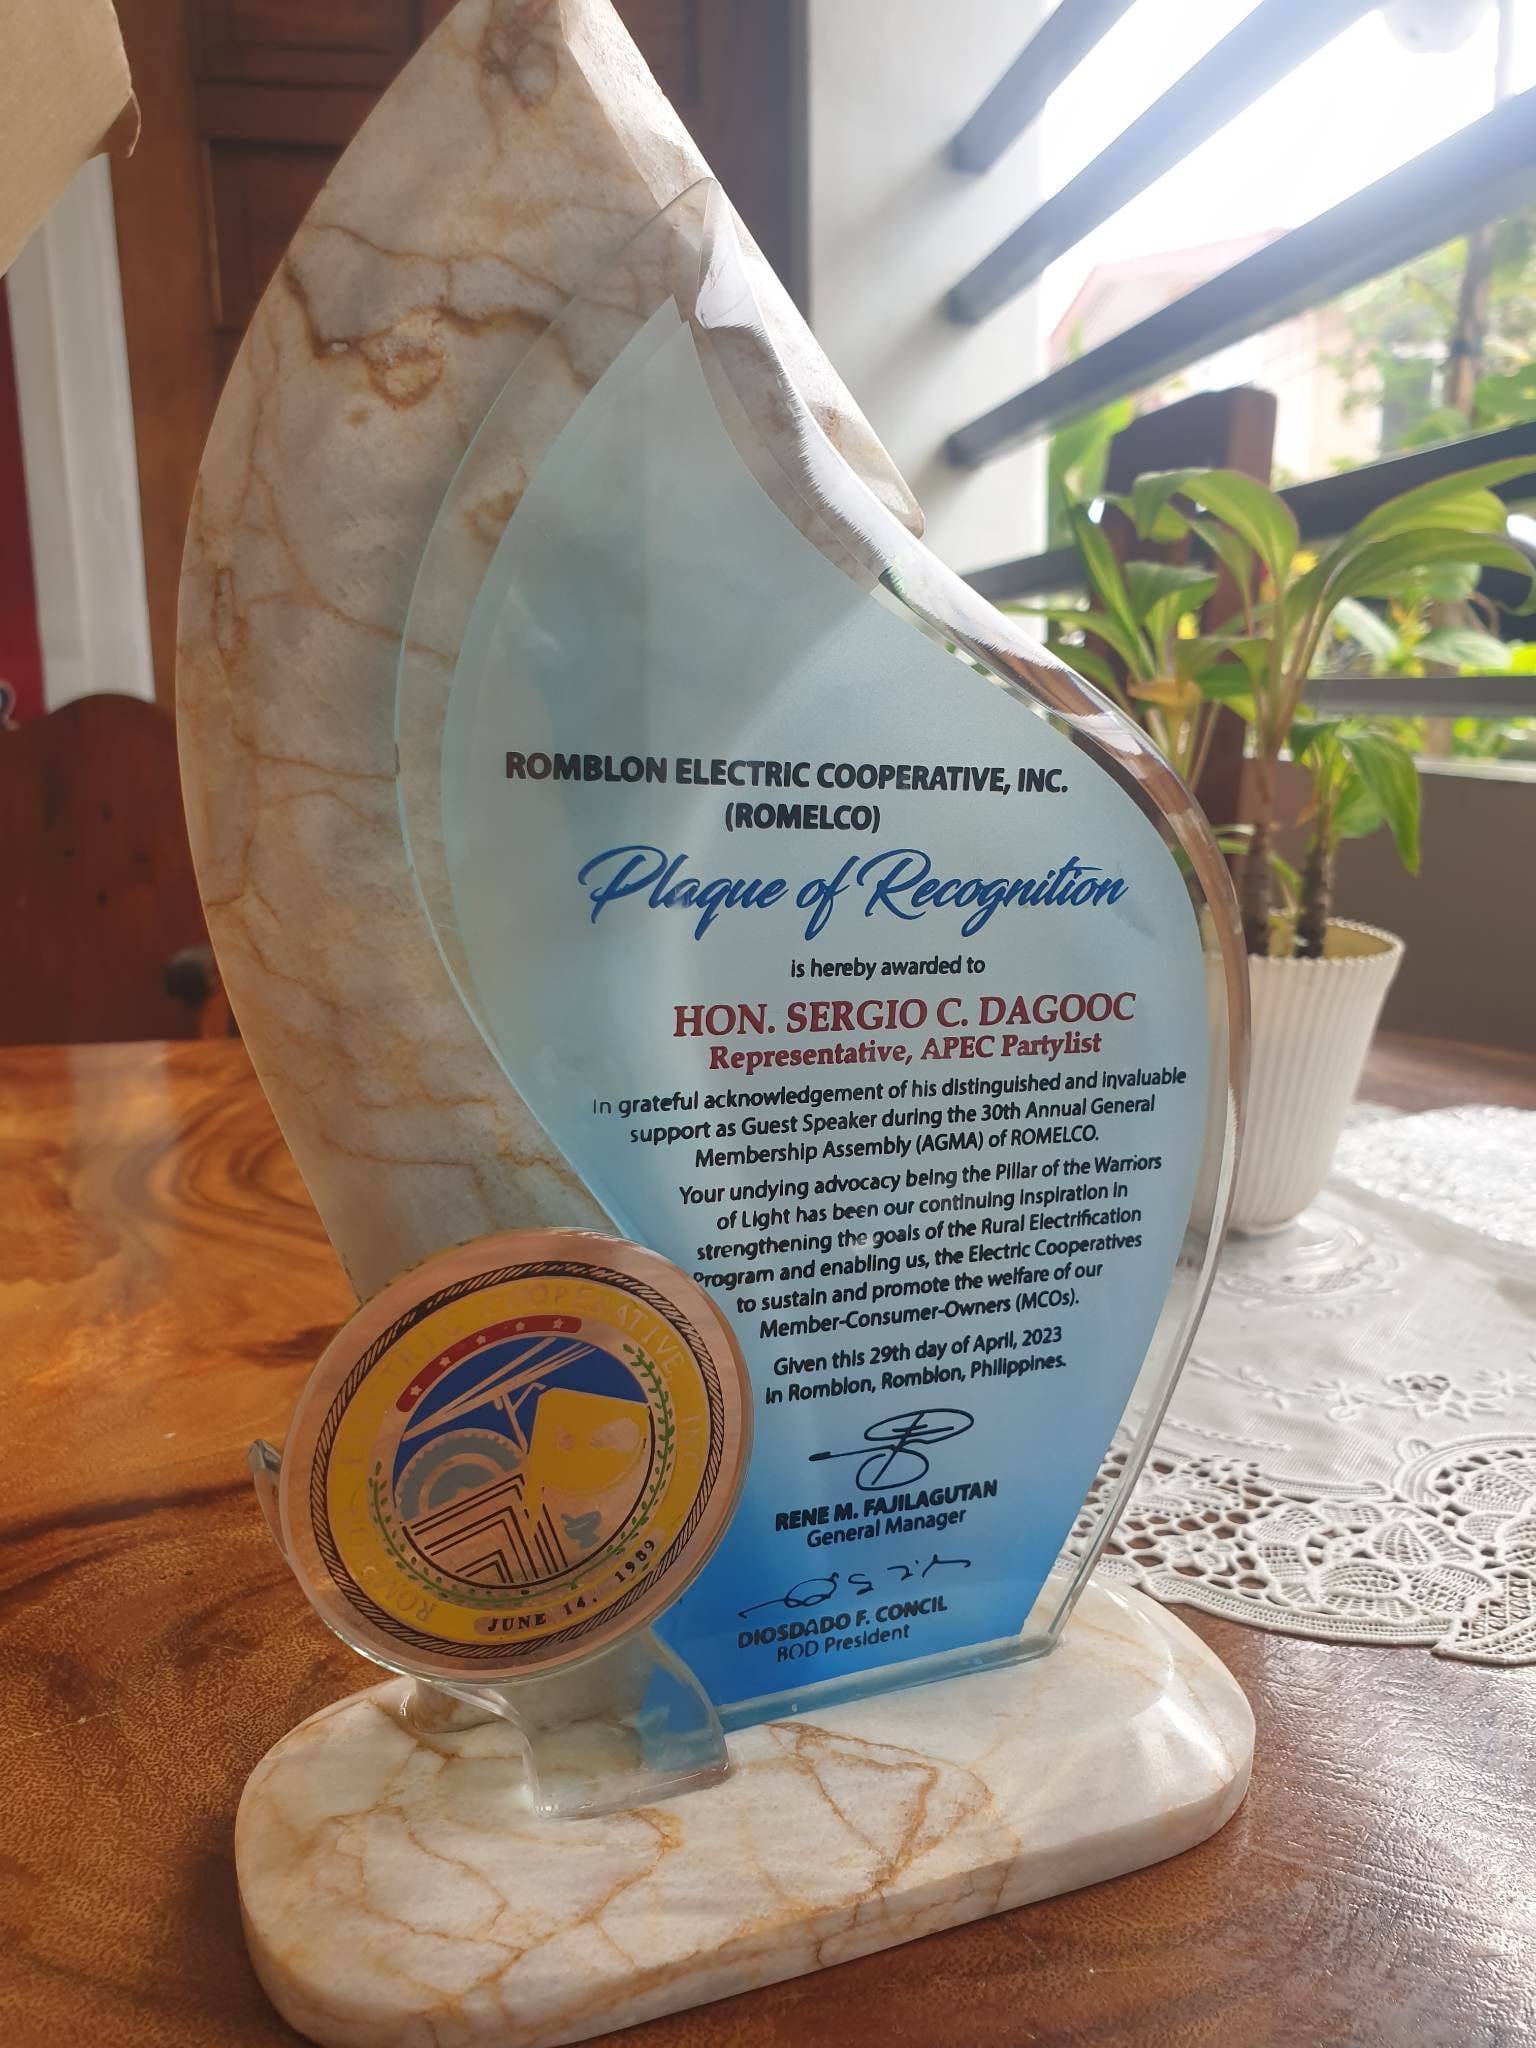 ROMBLON ELECTRIC COOPERATIVE, INC.
(ROMELCO)
Plaque of Recognition
is hereby awarded to
HON. SERGIO C. DAGOOC
Representative, APEC Partylist
In grateful acknowledgement of his distinguished and invaluable
support as Guest Speaker during the 30th Annual General
Membership Assembly (AGMA) of ROMELCO.
Your undying advocacy being the Pillar of the Warriors
of Light has been our continuing inspiration in
strengthening the goals of the Rural Electrification
Program and enabling us, the Electric Cooperatives
to sustain and promote the welfare of our
Member-Consumer-Owners (MCOs).
Given this 29th day of April, 2023
in Romblon, Romblon, Philippines.
RENE M. FAJILAGUTAN
General Manager
DIOSDADO F. CONCIL
BOD President
ROMBLON ELECTRIC COOPERATIVE, INC.
JUNE 14, 1989